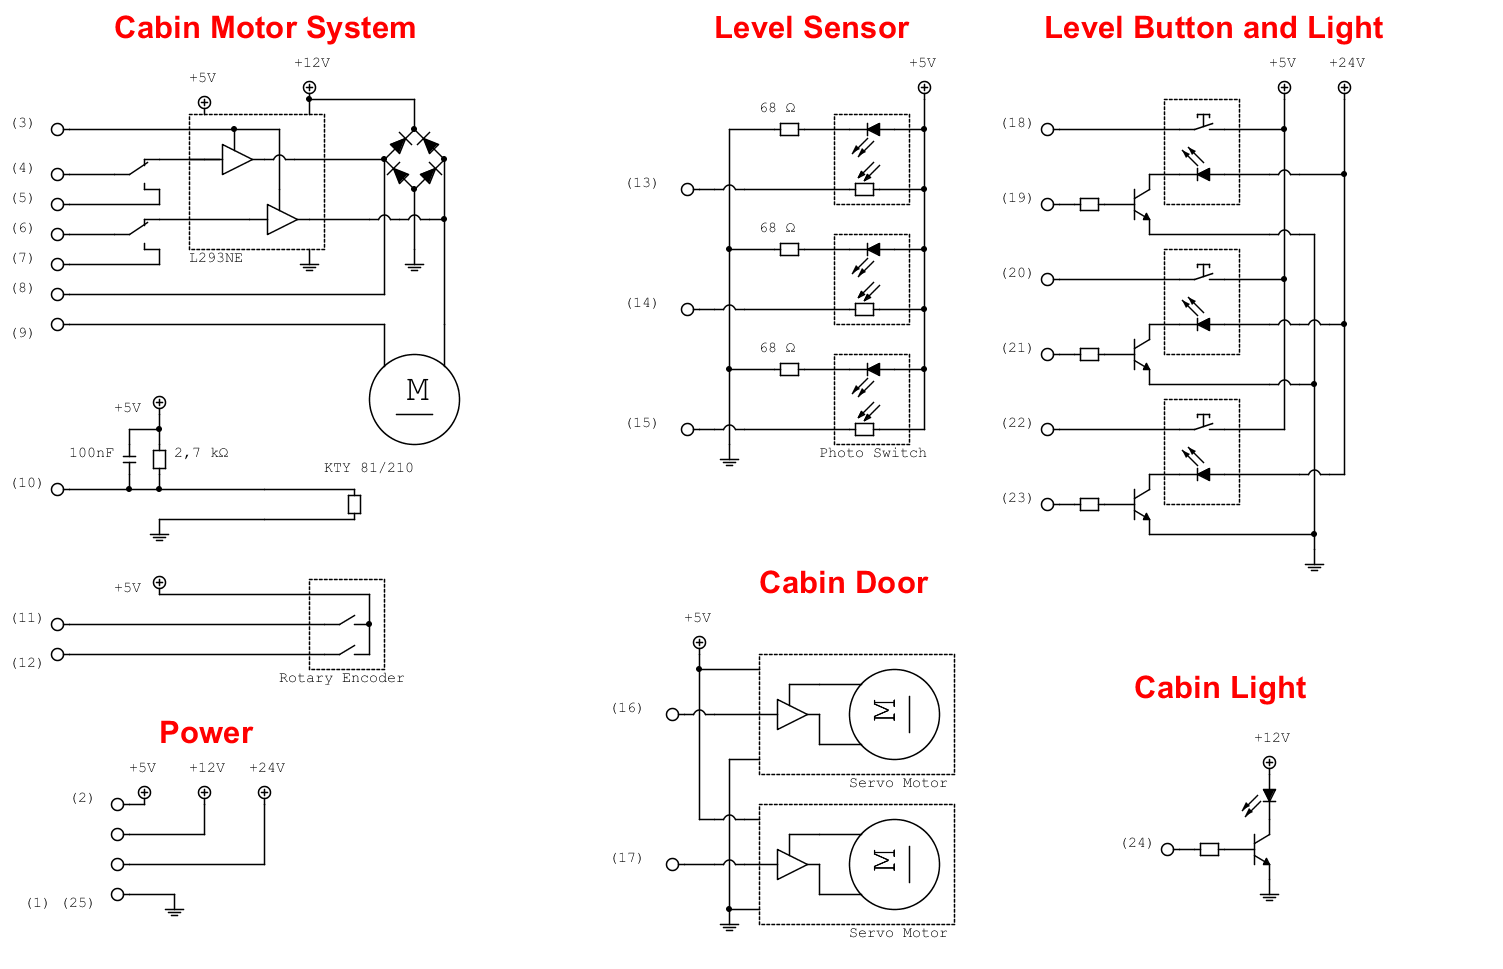 Cabin Motor System
+5V
+12V
(3)
(4)
(5)
(6)
(7)
L293NE
(8)
(9)
M
+5V
100nF
2,7 kΩ
KTY 81/210
(10)
+5V
(11)
(12)
Rotary Encoder
Power
+5V +12V +24V
(2)
(1) (25)
Level Sensor
+5V
68 Ω
(13)
68 Ω
(14)
68 Ω
(15)
Photo Switch
Cabin Door
+5V
(16)
M
Servo Motor
(17)
M
Servo Motor
Level Button and Light
+5V +24V
(18)
(19)
(20)
(21)
(22)
(23)
Cabin Light
+12V
(24)